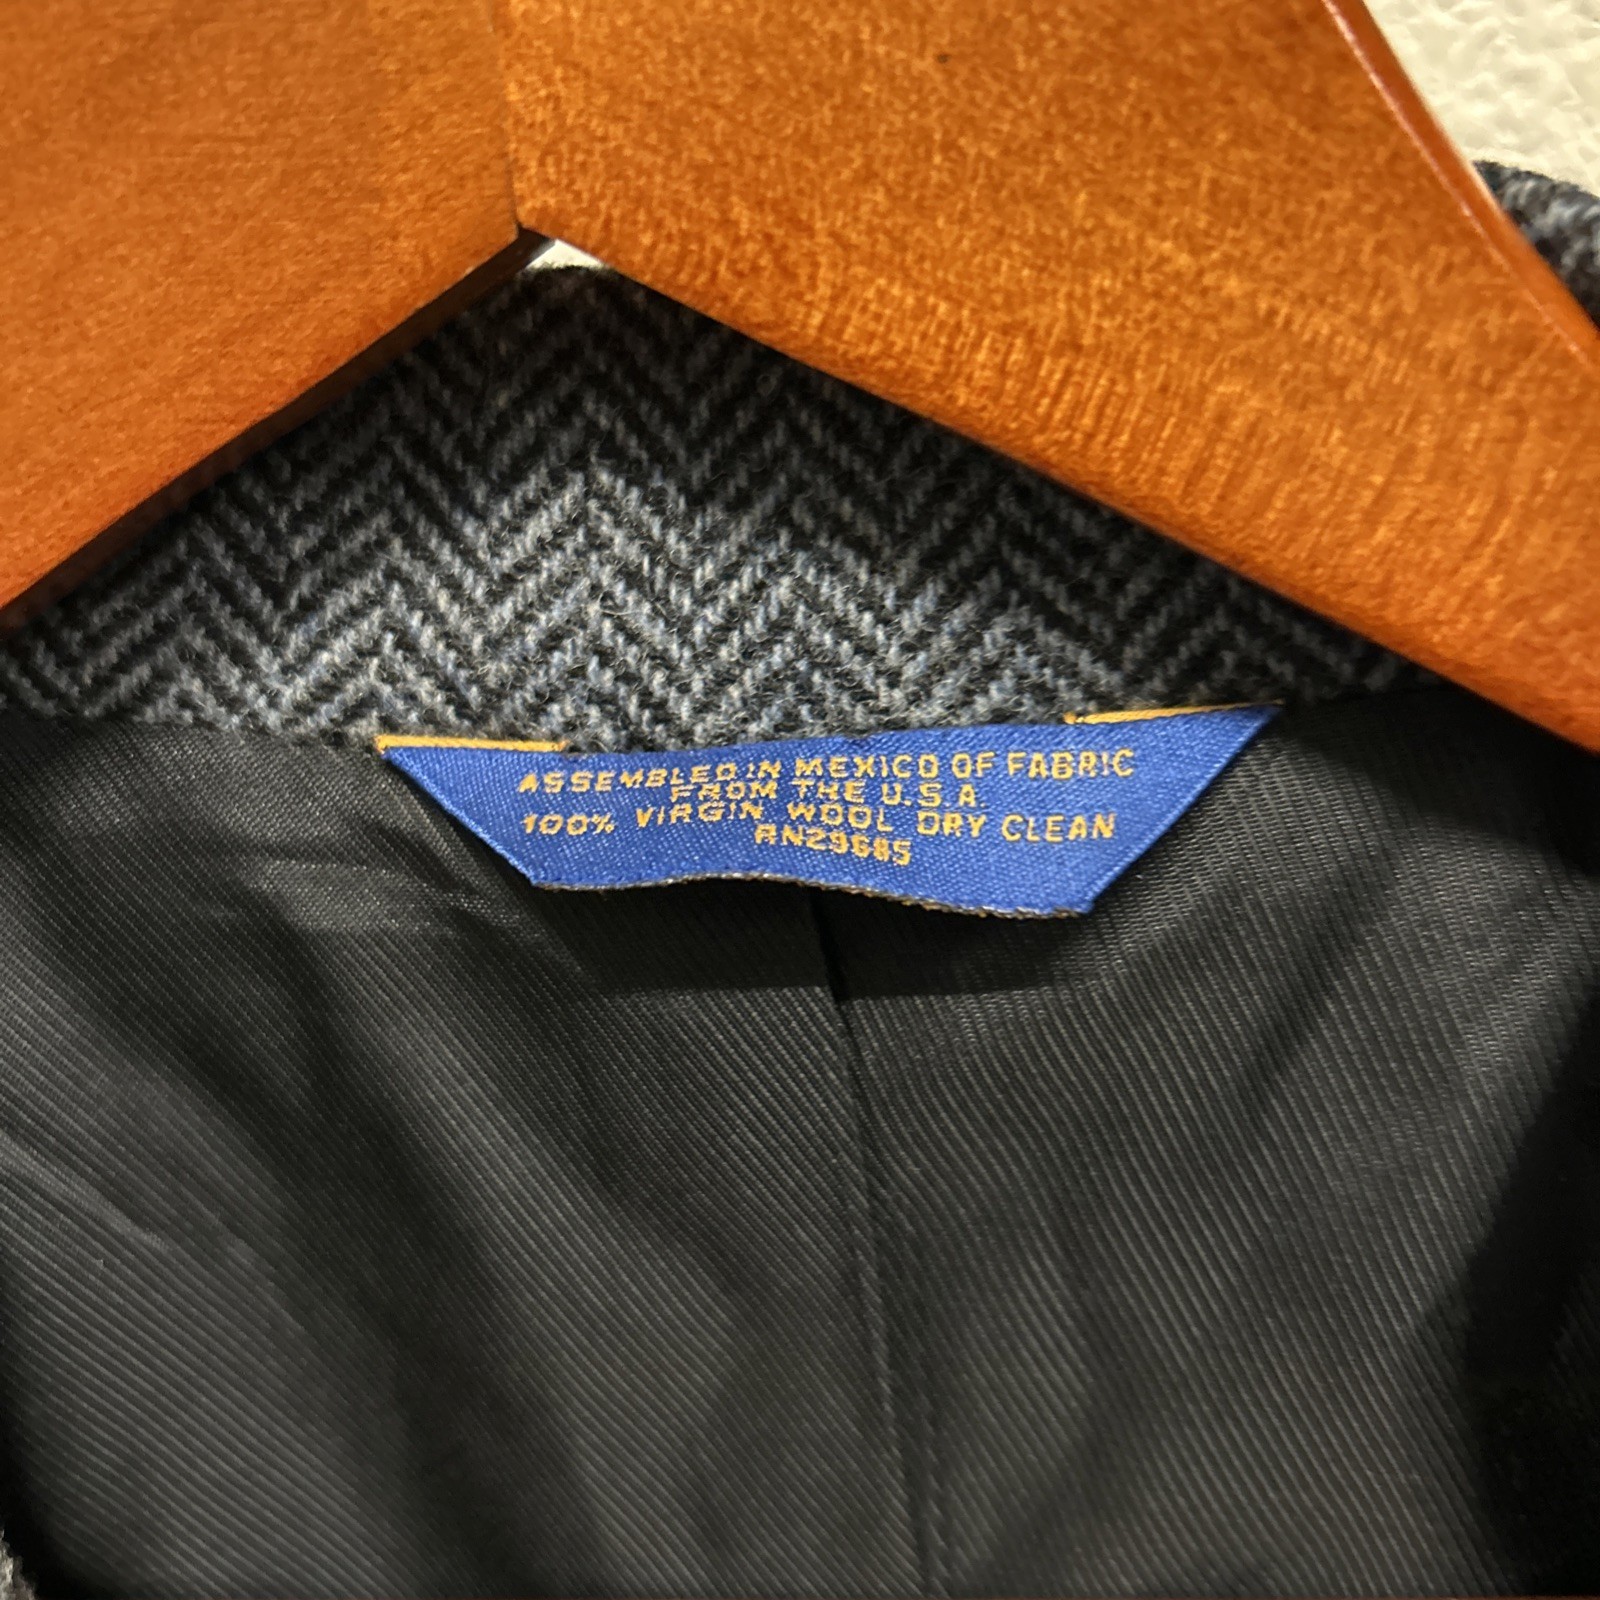 ASSEMBLED IN MEXICO OF FABRIC
FROM THE U.S.A.
100% VIRGIN WOOL DRY CLEAN
RN29685